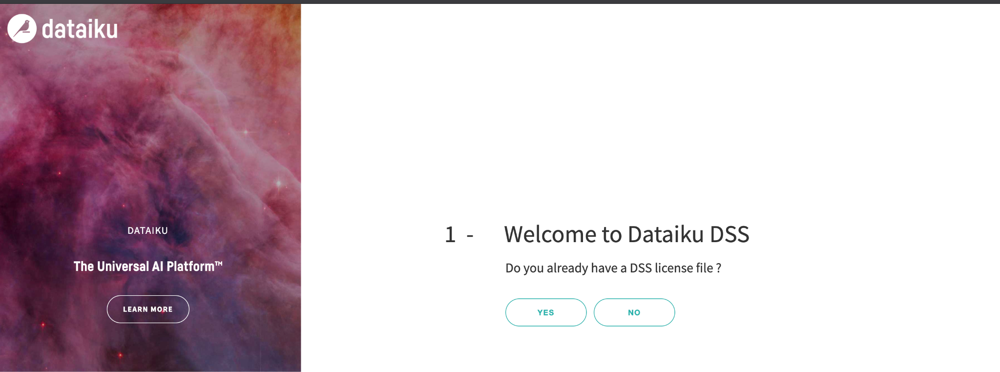 dataiku
DATAIKU
The Universal AI Platform™
LEARN MORE
1 - Welcome to Dataiku DSS
Do you already have a DSS license file ?
YES NO